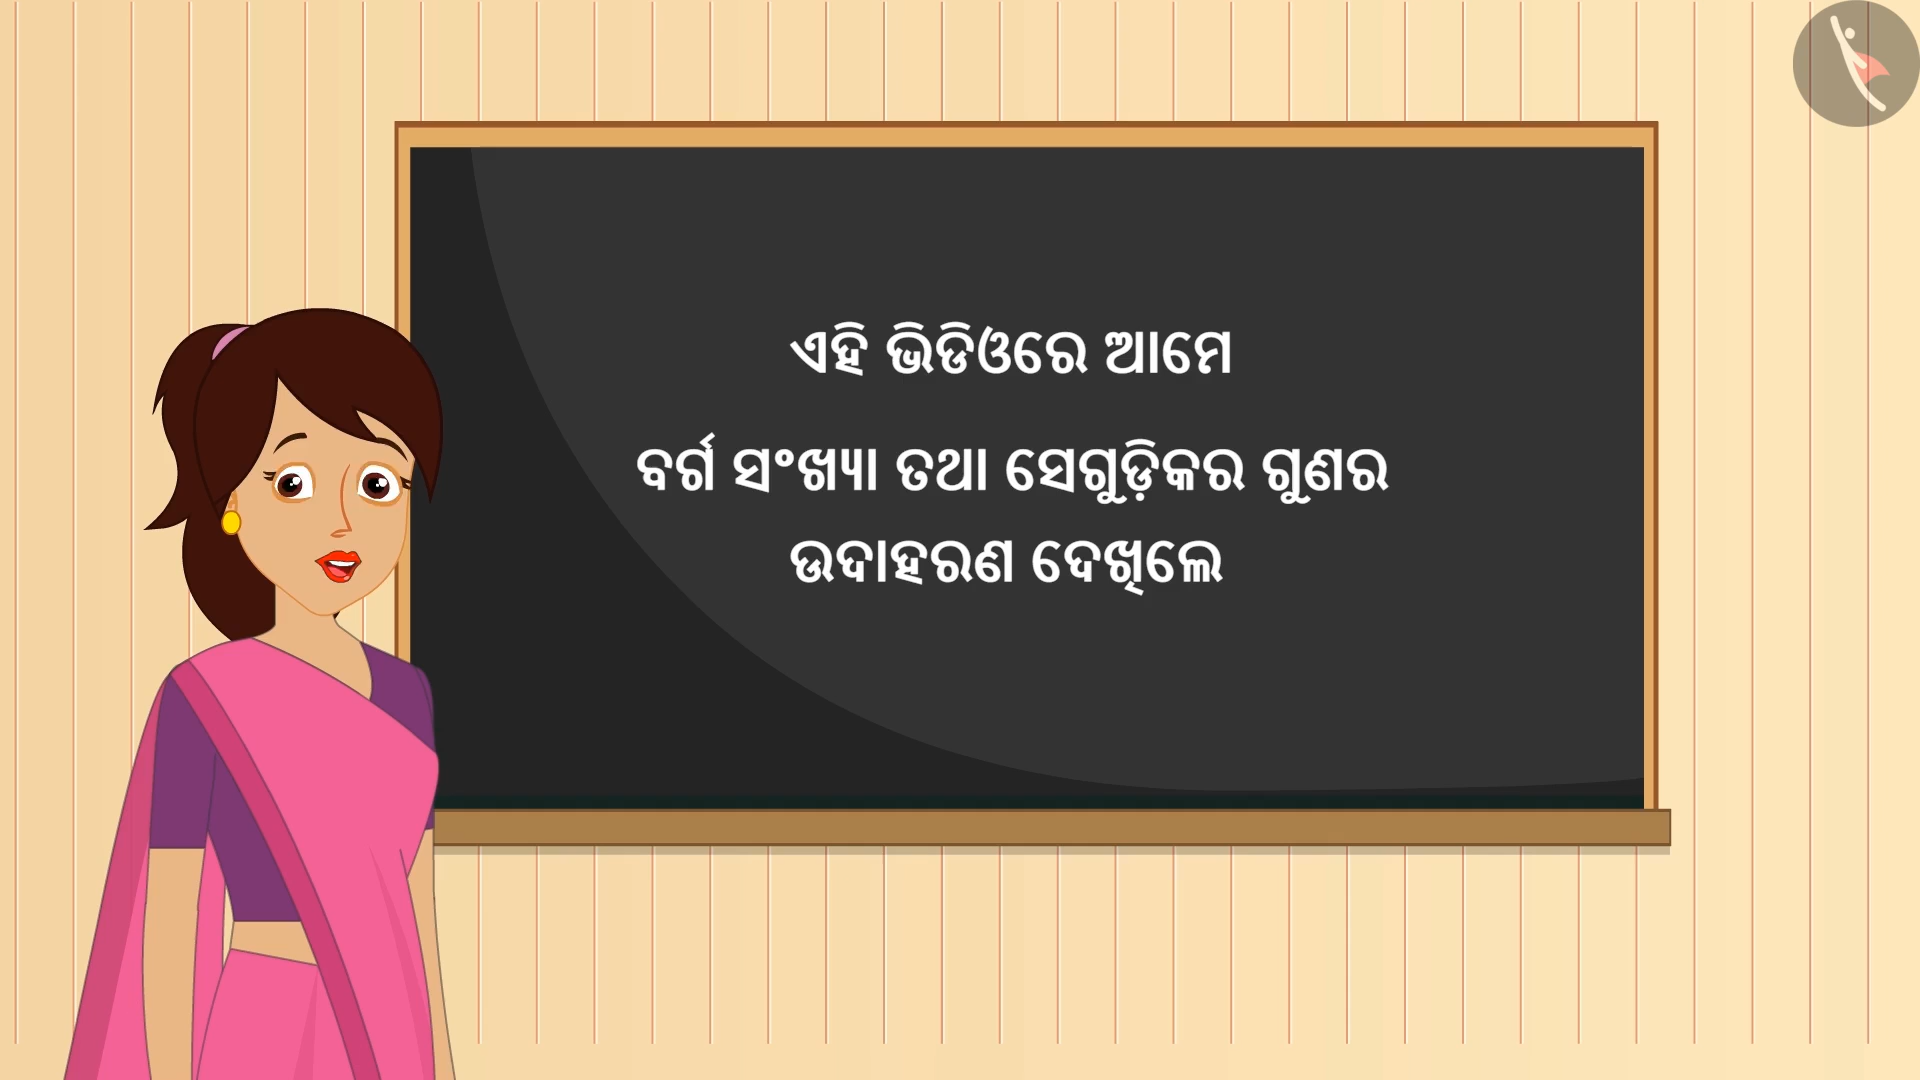 ଏହି ଭିଡିଓରେ ଆମେ
ବର୍ଗ ସଂଖ୍ୟା ତଥା ସେଗୁଡ଼ିକର ଗୁଣର
ଉଦାହରଣ ଦେଖିଲେ